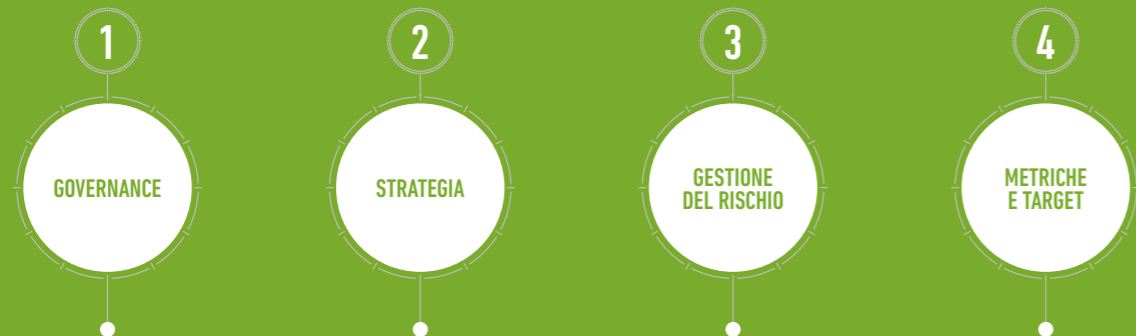 1
2
3
4
GOVERNANCE
STRATEGIA
GESTIONE
DEL RISCHIO
METRICHE
E TARGET